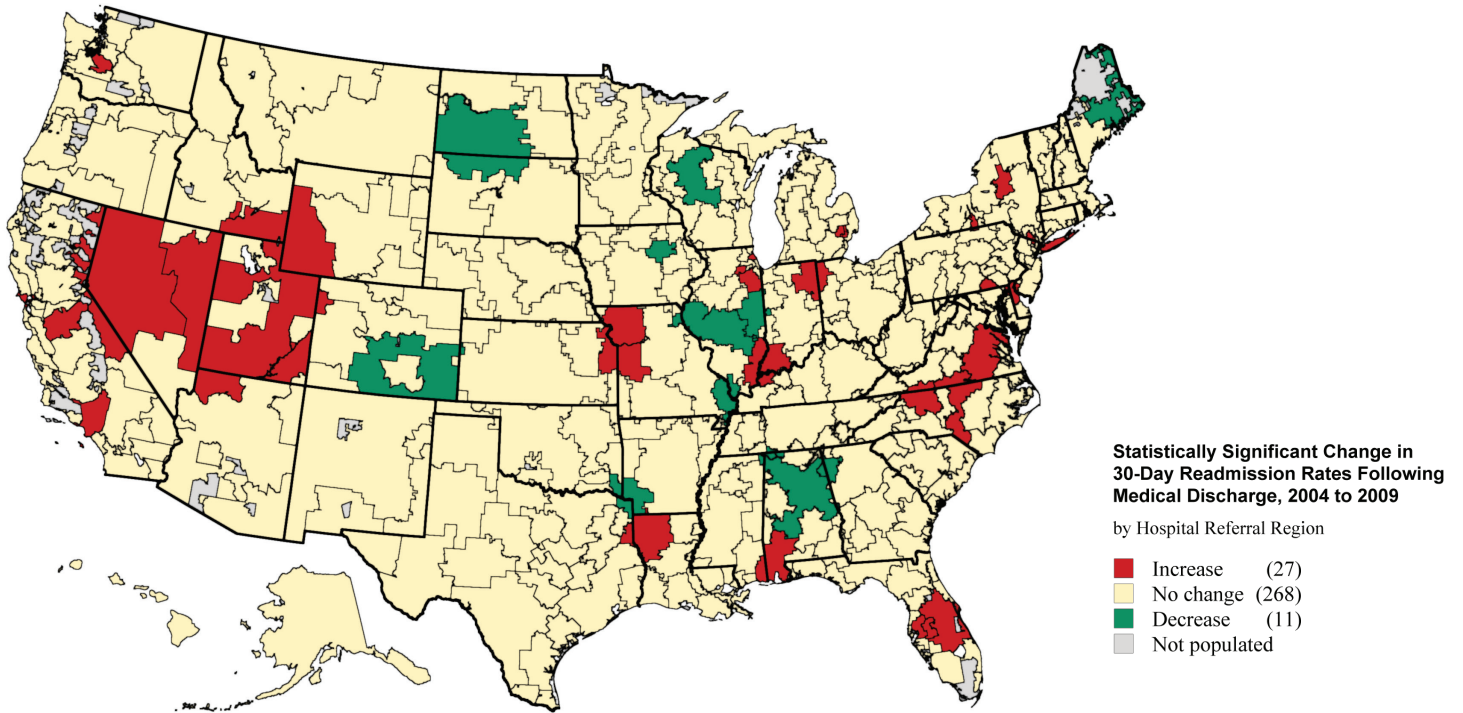 Statistically Significant Change in
30-Day Readmission Rates Following
Medical Discharge, 2004 to 2009
by Hospital Referral Region
Increase (27)
No change (268)
Decrease (11)
Not populated